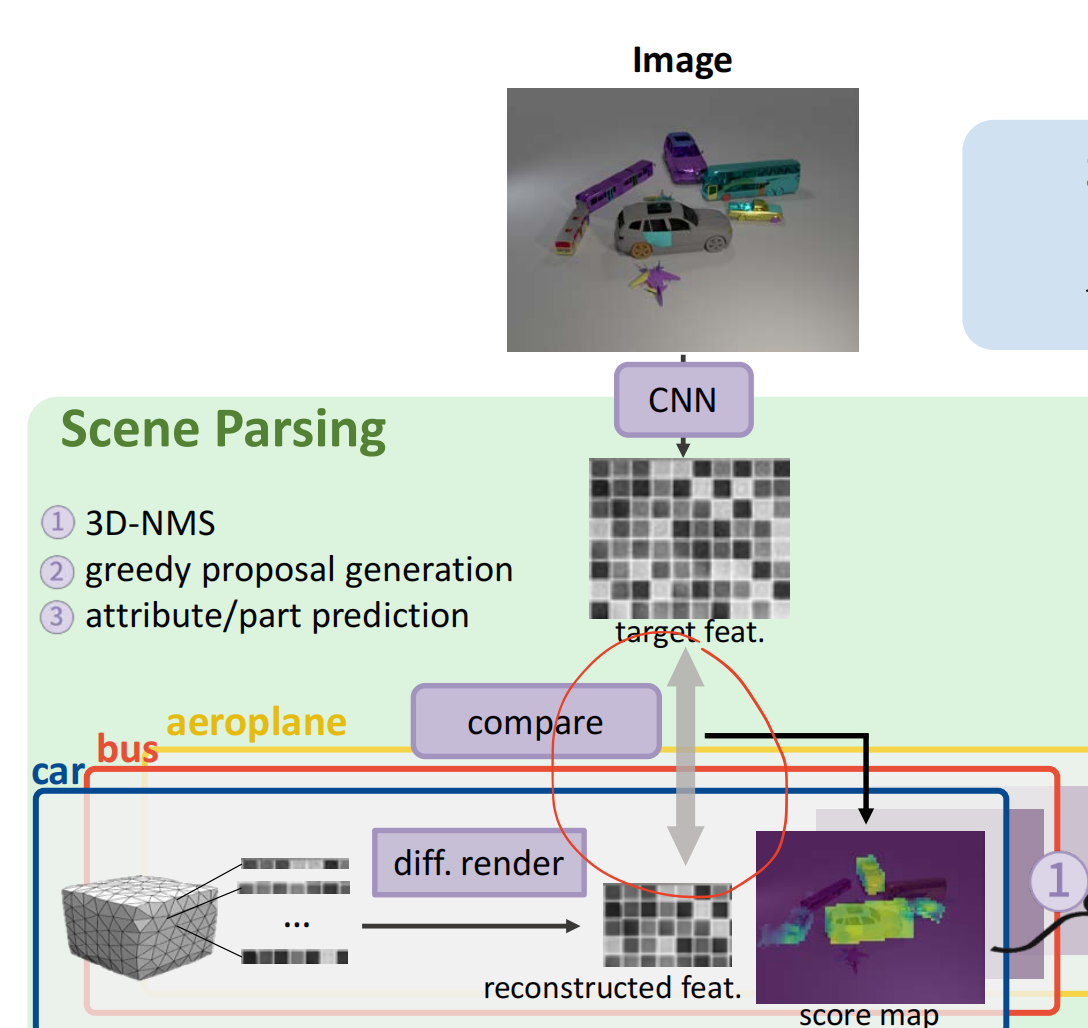 Image
CNN
Scene Parsing
1 3D-NMS
2 greedy proposal generation
3 attribute/part prediction
target feat.
compare
aeroplane
bus
car
diff. render
...
1
reconstructed feat.
score map